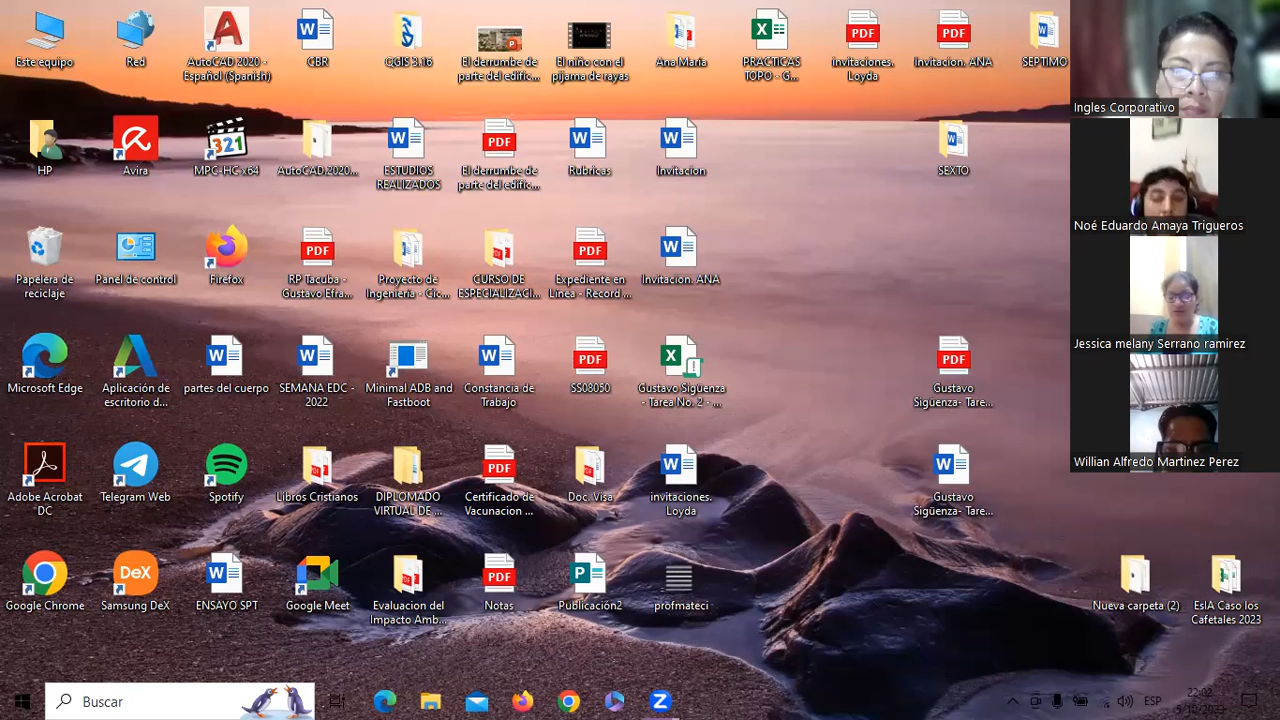 Este equipo
Red
AutoCAD 2020 -
Español (Spanish)
CBR
QGIS 3.16
El derrumbe de
parte del edific...
El niño con el
pijama de rayas
Ana Maria
PRACTICAS
TOPO - G...
invitaciones.
Loyda
Invitacion. ANA
SEPTIMO
HP
Avira
MPC-HC x64
AutoCAD.2020...
ESTUDIOS
REALIZADOS
El derrumbe de
parte del edific...
Rubricas
Invitacion
SEXTO
Papelera de
reciclaje
Panel de control
Firefox
RP Tacuba -
Gustavo Efra...
Proyecto de
Ingeniería - Cic...
CURSO DE
ESPECIALIZACI...
Expediente en
Linea - Record ...
Invitacion. ANA
Microsoft Edge
Aplicación de
escritorio d...
partes del cuerpo
SEMANA EDC -
2022
Minimal ADB and
Fastboot
Constancia de
Trabajo
SS08050
Gustavo Sigüenza
- Tarea No. 2 - ...
Gustavo
Sigüenza- Tare...
Adobe Acrobat
DC
Telegram Web
Spotify
Libros Cristianos
DIPLOMADO
VIRTUAL DE ...
Certificado de
Vacunacion ...
Doc. Visa
invitaciones.
Loyda
Gustavo
Sigüenza- Tare...
Google Chrome
DeX
Samsung DeX
ENSAYO SPT
Google Meet
Evaluacion del
Impacto Amb...
Notas
Publicación2
profmateci
Nueva carpeta (2)
EsIA Caso los
Cafetales 2023
Ingles Corporativo
Noé Eduardo Amaya Trigueros
Jessica melany Serrano ramirez
Willian Alfredo Martinez Perez
Buscar
ESP
22:02